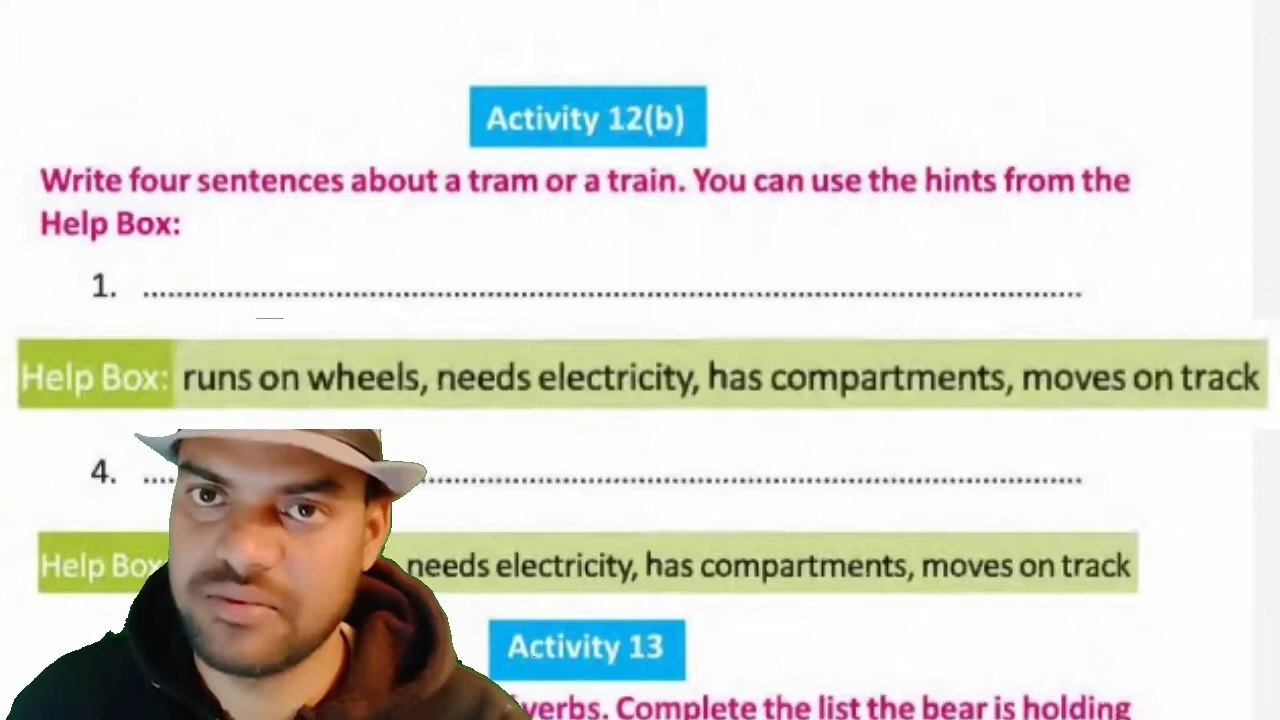 Activity 12(b)
Write four sentences about a tram or a train. You can use the hints from the
Help Box:
1. ................................................................
Help Box: runs on wheels, needs electricity, has compartments, moves on track
4. ................................................................
Help Box needs electricity, has compartments, moves on track
Activity 13
verbs. Complete the list the bear is holding